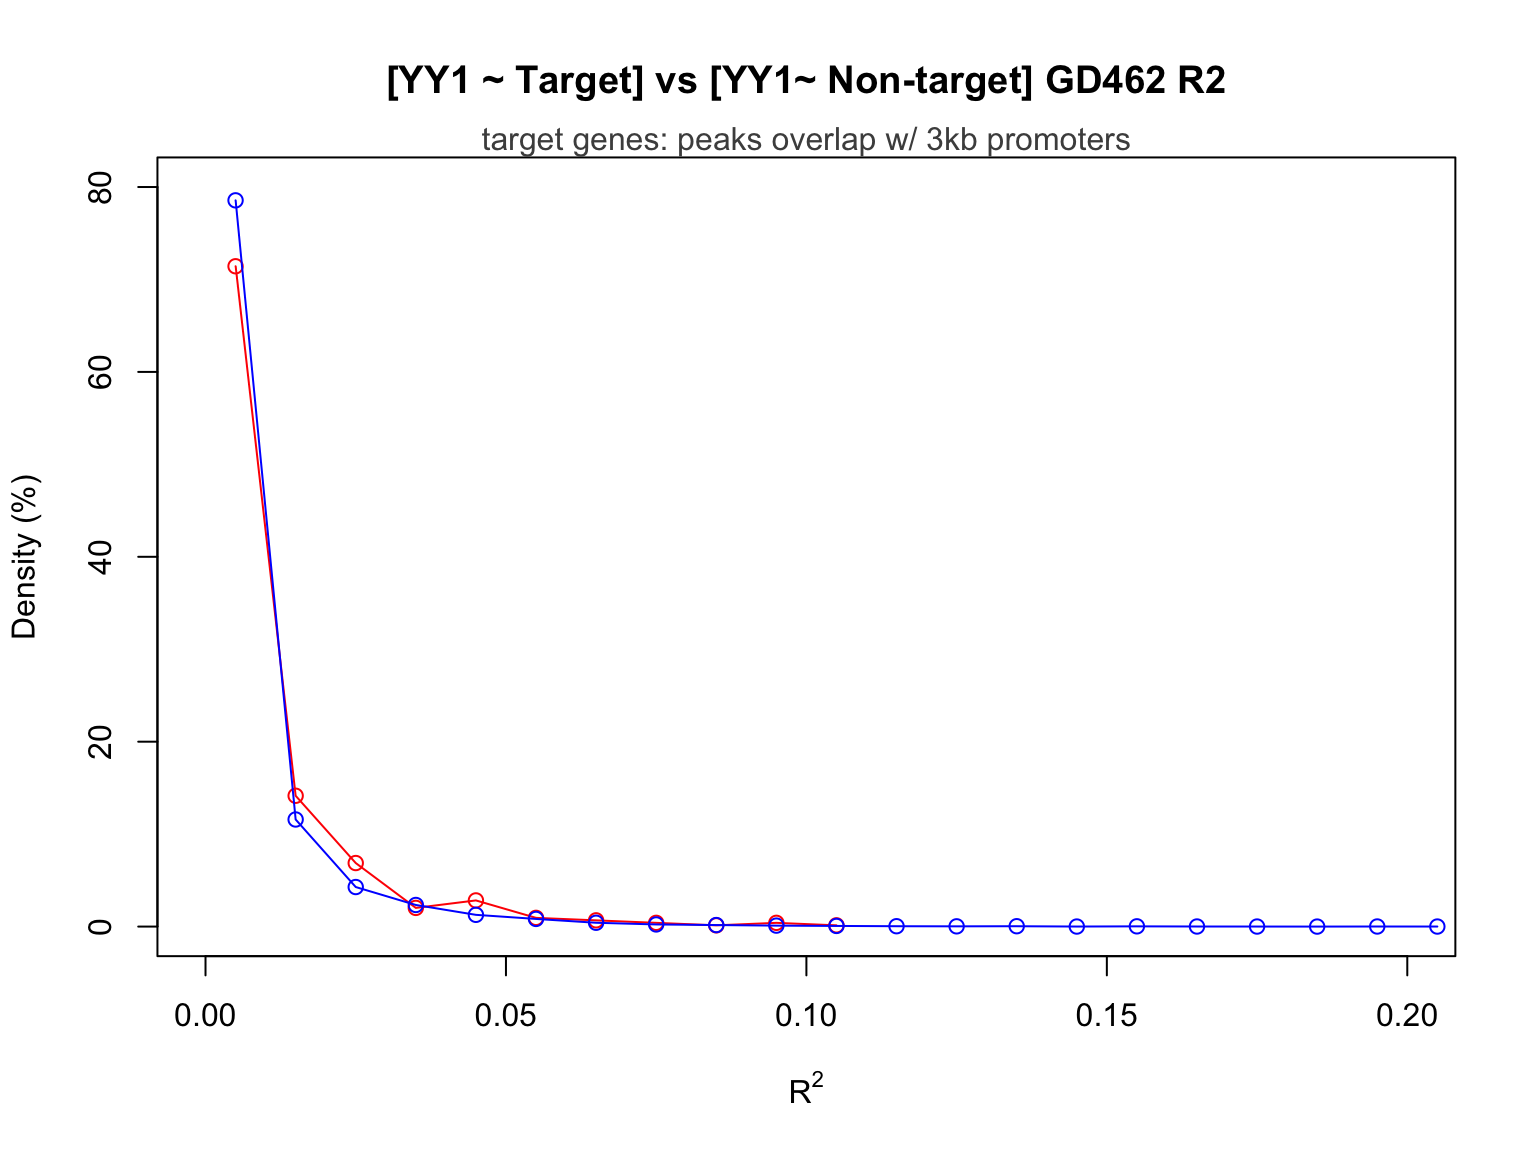 [YY1 ~ Target] vs [YY1~ Non-target] GD462 R2
target genes: peaks overlap w/ 3kb promoters
Density (%)
80
60
40
20
0
0.00 0.05 0.10 0.15 0.20
R²